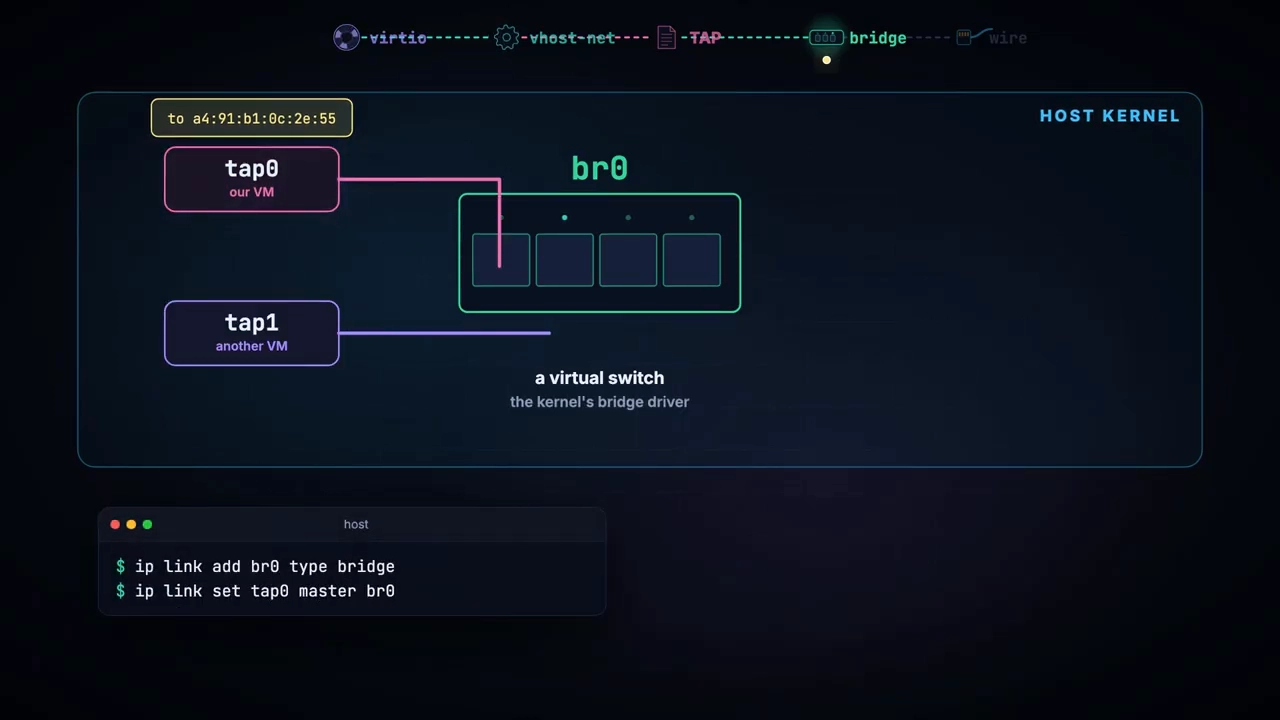 virtio vhost-net TAP bridge wire
HOST KERNEL
to a4:91:b1:0c:2e:55
tap0
our VM
br0
tap1
another VM
a virtual switch
the kernel's bridge driver
host
$ ip link add br0 type bridge
$ ip link set tap0 master br0